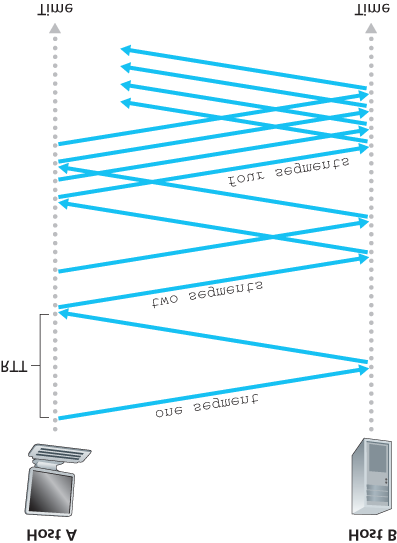 Host A Host B
one segment
RTT
two segments
four segments
Time Time